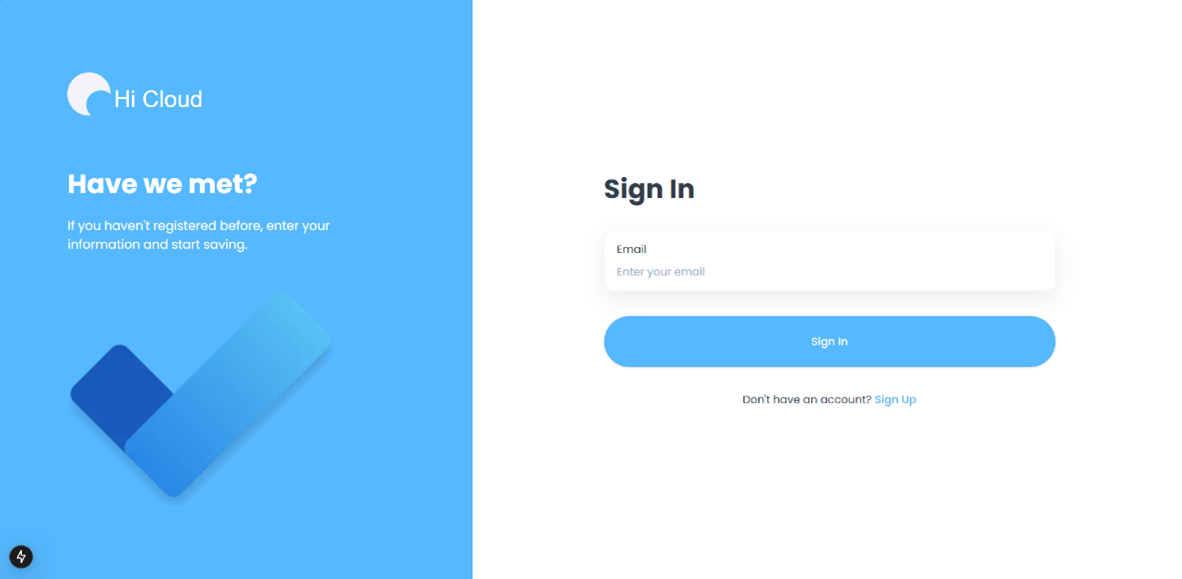 Hi Cloud
Have we met?
If you haven't registered before, enter your
information and start saving.
Sign In
Email
Enter your email
Sign In
Don't have an account? Sign Up